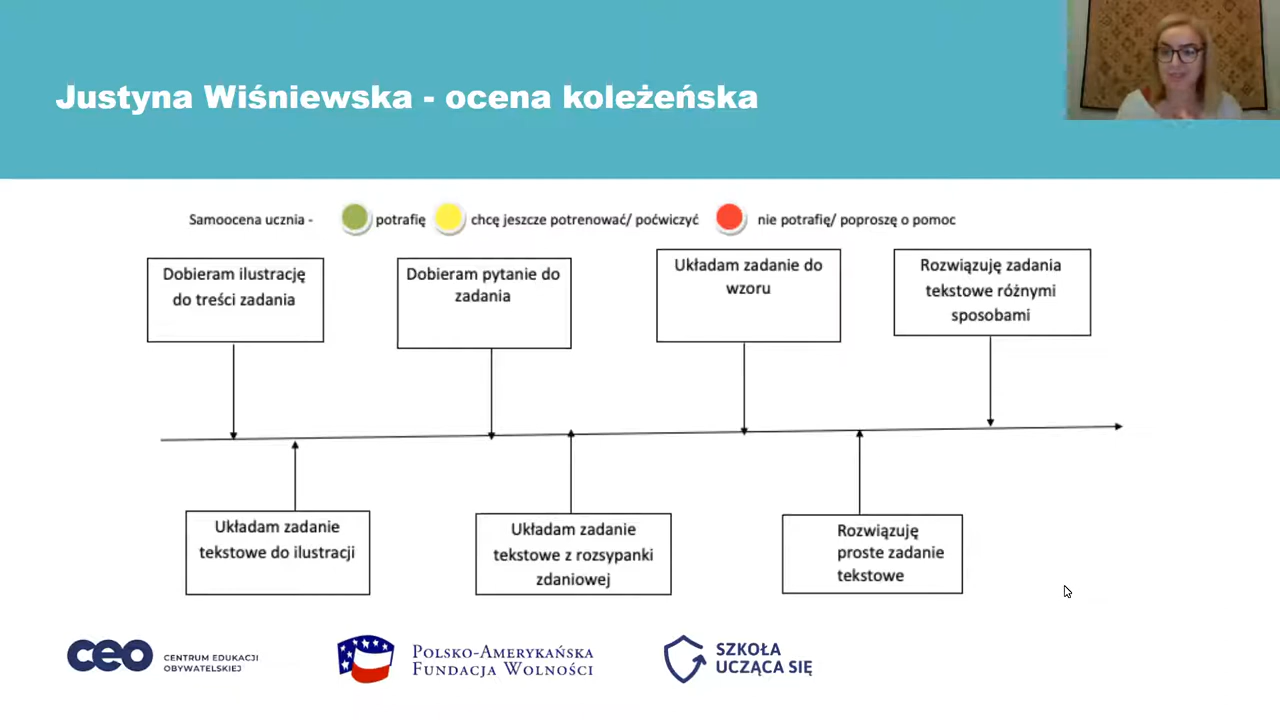 Justyna Wiśniewska - ocena koleżeńska
Samoocena ucznia - potrafię chcę jeszcze potrenować/ poćwiczyć nie potrafię/ poproszę o pomoc
Dobieram ilustrację
do treści zadania
Dobieram pytanie do
zadania
Układam zadanie do
wzoru
Rozwiązuję zadania
tekstowe różnymi
sposobami
Układam zadanie
tekstowe do ilustracji
Układam zadanie
tekstowe z rozsypanki
zdaniowej
Rozwiązuję
proste zadanie
tekstowe
ceo
CENTRUM EDUKACJI
OBYWATELSKIEJ
POLSKO-AMERYKAŃSKA
FUNDACJA WOLNOŚCI
SZKOŁA
UCZĄCA SIĘ